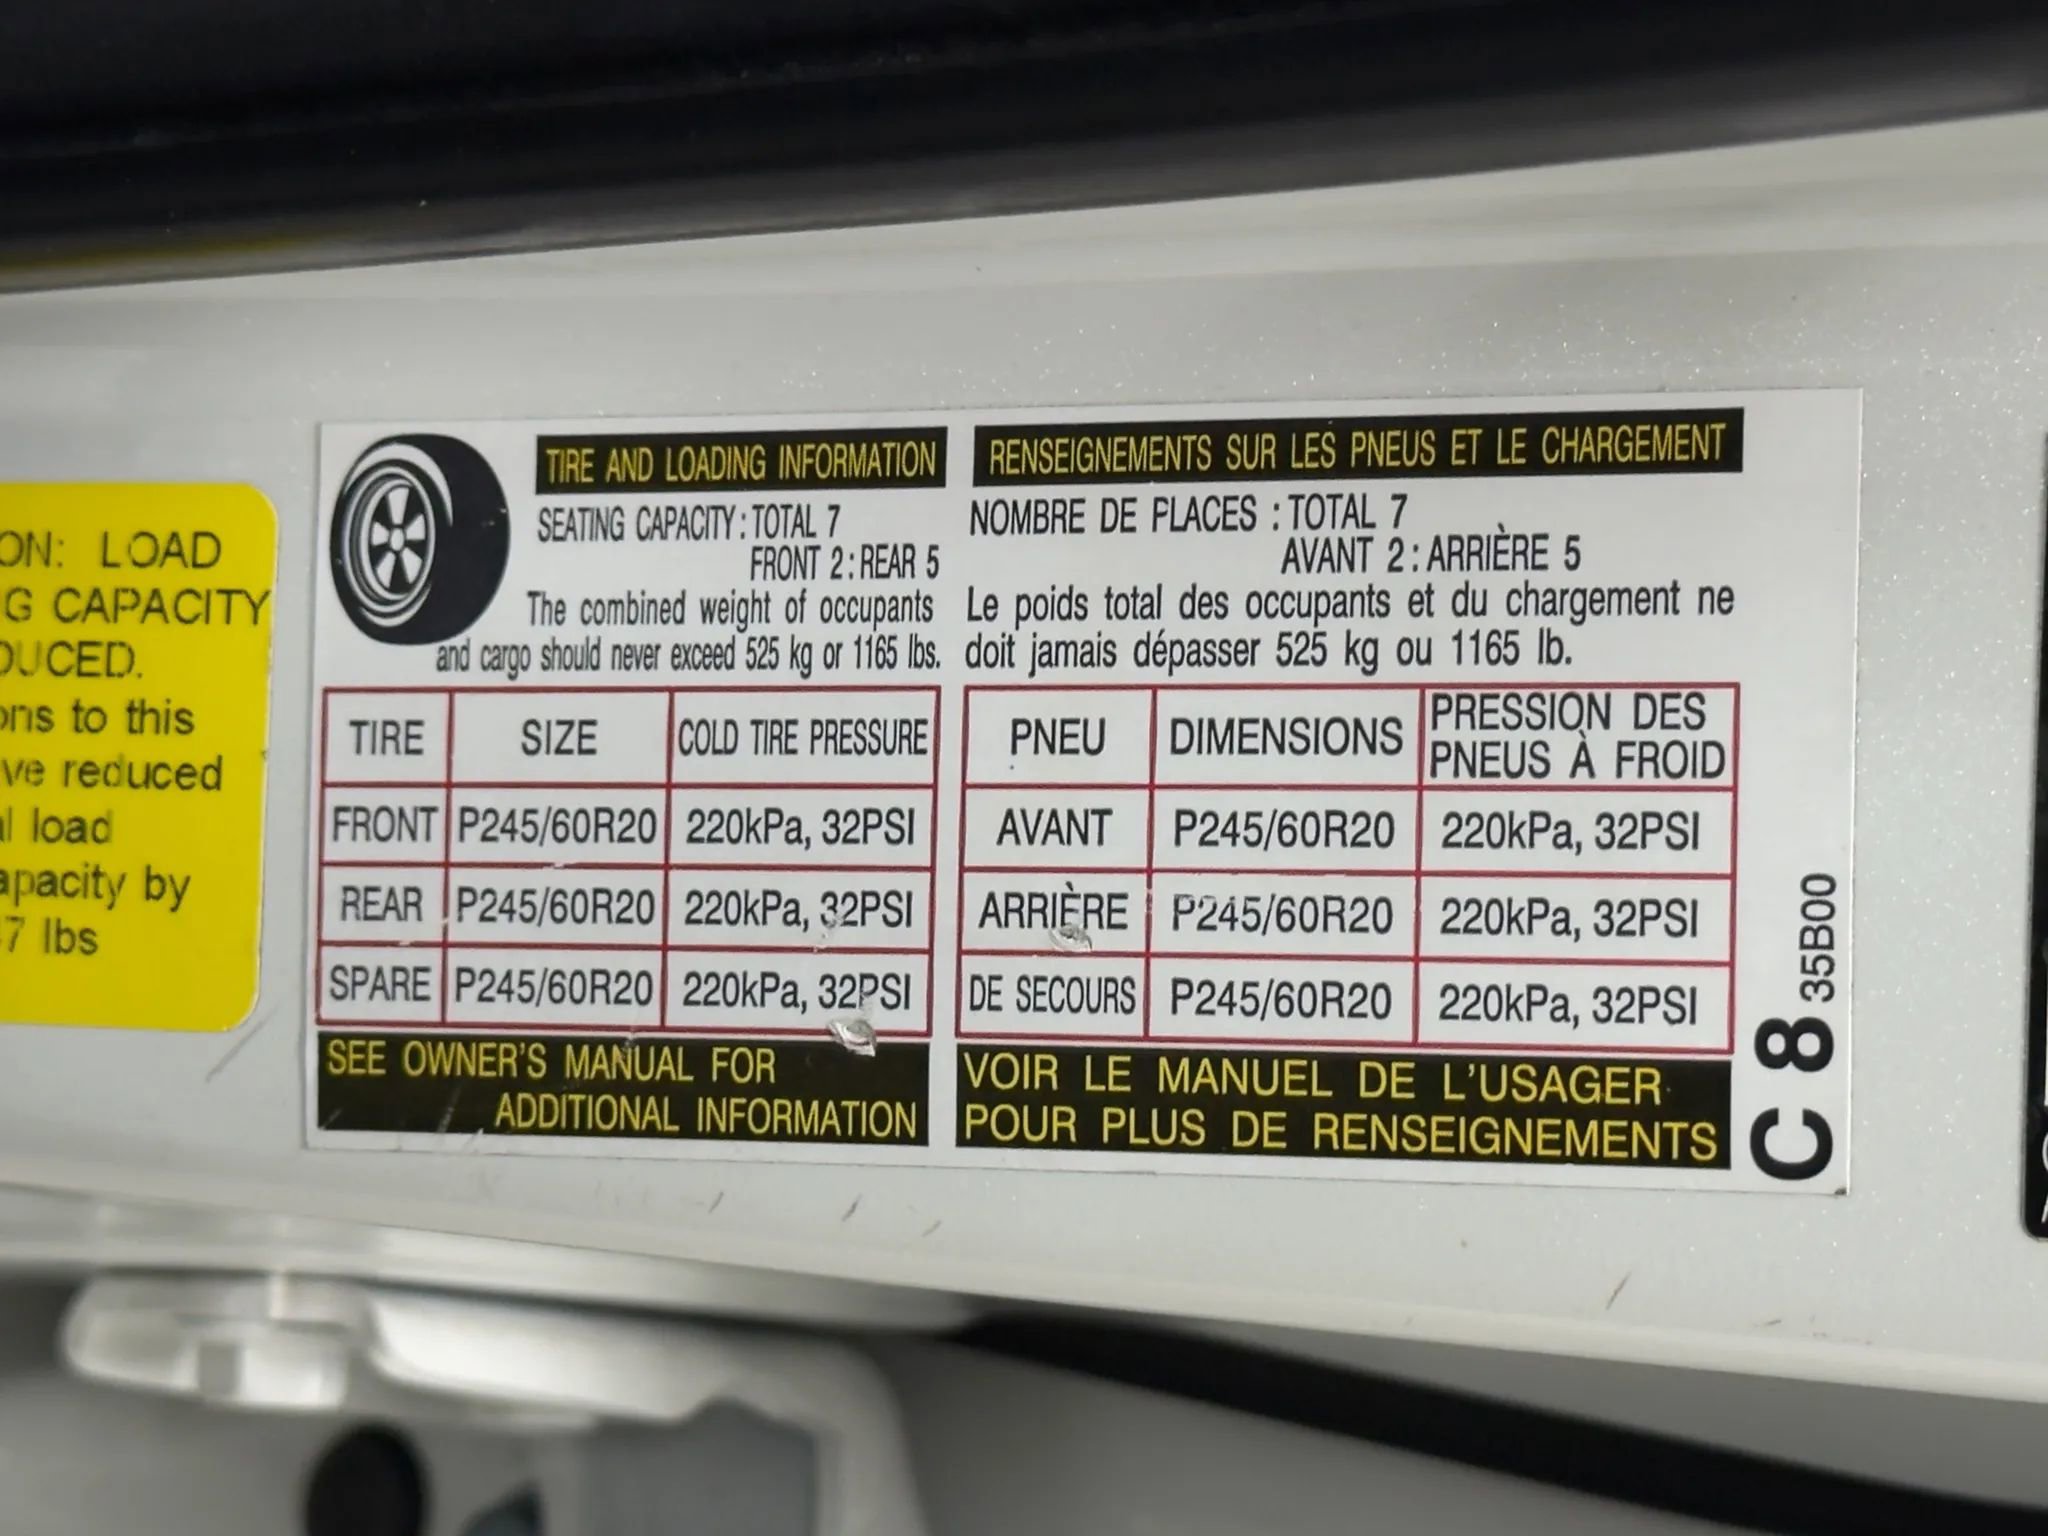 LOAD
CAPACITY
to this
reduced
load
by
lbs
TIRE AND LOADING INFORMATION
SEATING CAPACITY : TOTAL 7
FRONT 2 : REAR 5
The combined weight of occupants
and cargo should never exceed 525 kg or 1165 lbs.
TIRE SIZE COLD TIRE PRESSURE
FRONT P245/60R20 220kPa, 32PSI
REAR P245/60R20 220kPa, 32PSI
SPARE P245/60R20 220kPa, 32PSI
SEE OWNER'S MANUAL FOR
ADDITIONAL INFORMATION
RENSEIGNEMENTS SUR LES PNEUS ET LE CHARGEMENT
NOMBRE DE PLACES : TOTAL 7
AVANT 2 : ARRIÈRE 5
Le poids total des occupants et du chargement ne
doit jamais dépasser 525 kg ou 1165 lb.
PNEU DIMENSIONS PRESSION DES
PNEUS À FROID
AVANT P245/60R20 220kPa, 32PSI
ARRIÈRE P245/60R20 220kPa, 32PSI
DE SECOURS P245/60R20 220kPa, 32PSI
VOIR LE MANUEL DE L'USAGER
POUR PLUS DE RENSEIGNEMENTS
C 8 35B00